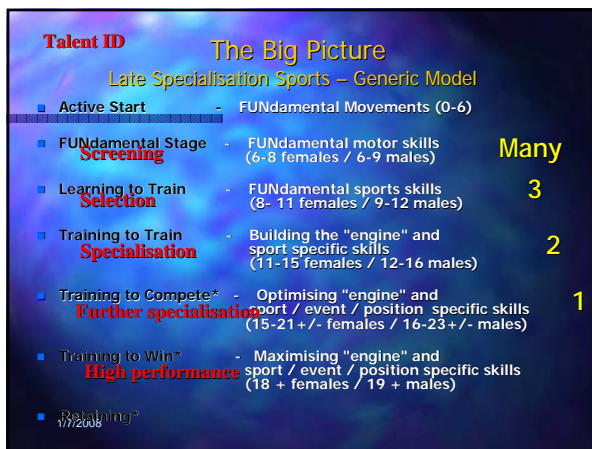 Talent ID
The Big Picture
Late Specialisation Sports – Generic Model
Active Start - FUNdamental Movements (0-6)
FUNdamental Stage - FUNdamental motor skills Many
Screening (6-8 females / 6-9 males)
Learning to Train - FUNdamental sports skills 3
Selection (8- 11 females / 9-12 males)
Training to Train - Building the "engine" and
Specialisation sport specific skills 2
(11-15 females / 12-16 males)
Training to Compete* - Optimising "engine" and 1
Further specialisation sport / event / position specific skills
(15-21+/- females / 16-23+/- males)
Training to Win* - Maximising "engine" and
High performance sport / event / position specific skills
(18 + females / 19 + males)
Retaining*
1/7/2008